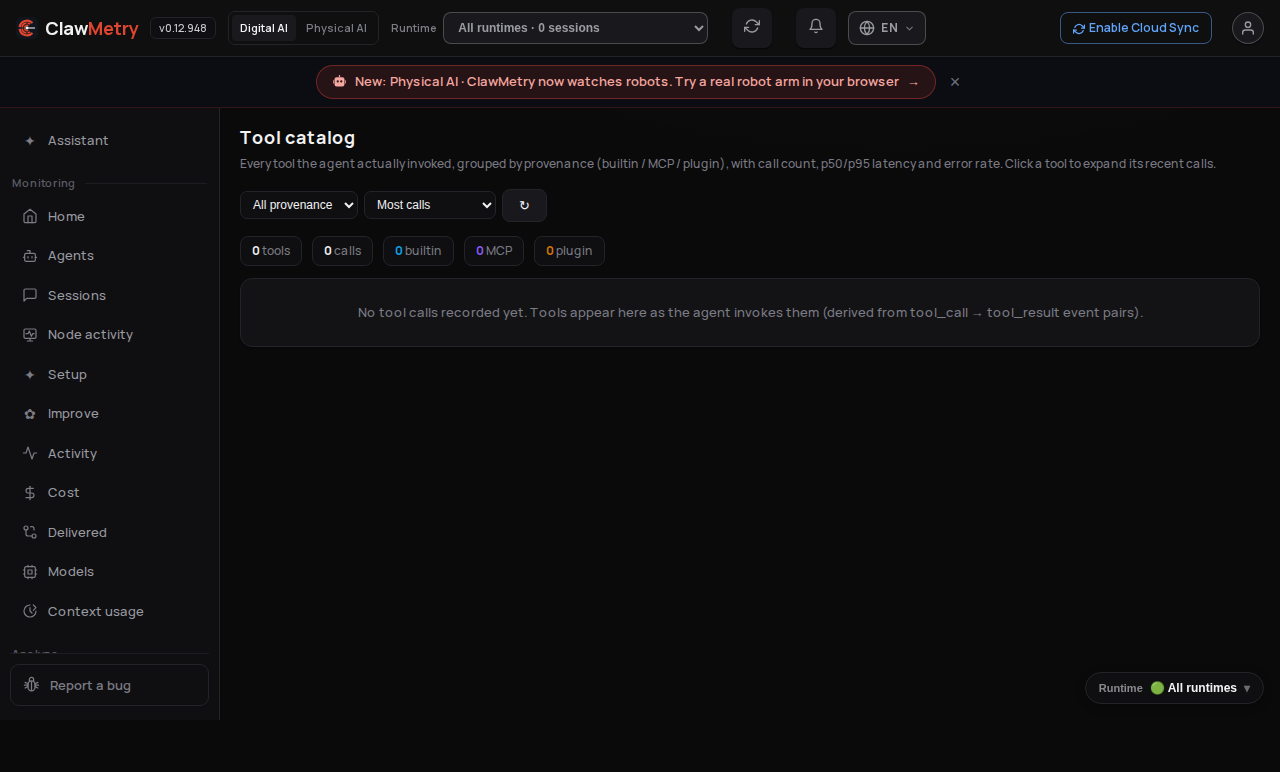 ClawMetry
v0.12.948
Digital AI
Physical AI
Runtime
All runtimes · 0 sessions
EN
Enable Cloud Sync
New: Physical AI · ClawMetry now watches robots. Try a real robot arm in your browser →
×
Assistant
Monitoring
Home
Agents
Sessions
Node activity
Setup
Improve
Activity
Cost
Delivered
Models
Context usage
Analyze
Report a bug
Tool catalog
Every tool the agent actually invoked, grouped by provenance (builtin / MCP / plugin), with call count, p50/p95 latency and error rate. Click a tool to expand its recent calls.
All provenance
Most calls
↻
0 tools
0 calls
0 builtin
0 MCP
0 plugin
No tool calls recorded yet. Tools appear here as the agent invokes them (derived from tool_call → tool_result event pairs).
Runtime
All runtimes ▾